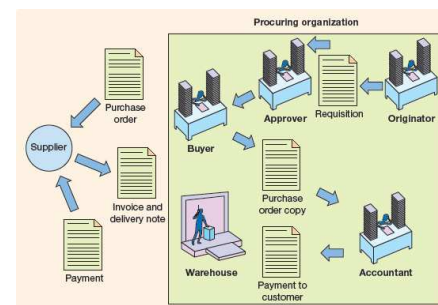 Procuring organization
Purchase
order
Supplier
Invoice and
delivery note
Payment
Buyer
Approver
Requisition
Originator
Purchase
order copy
Warehouse
Payment to
customer
Accountant